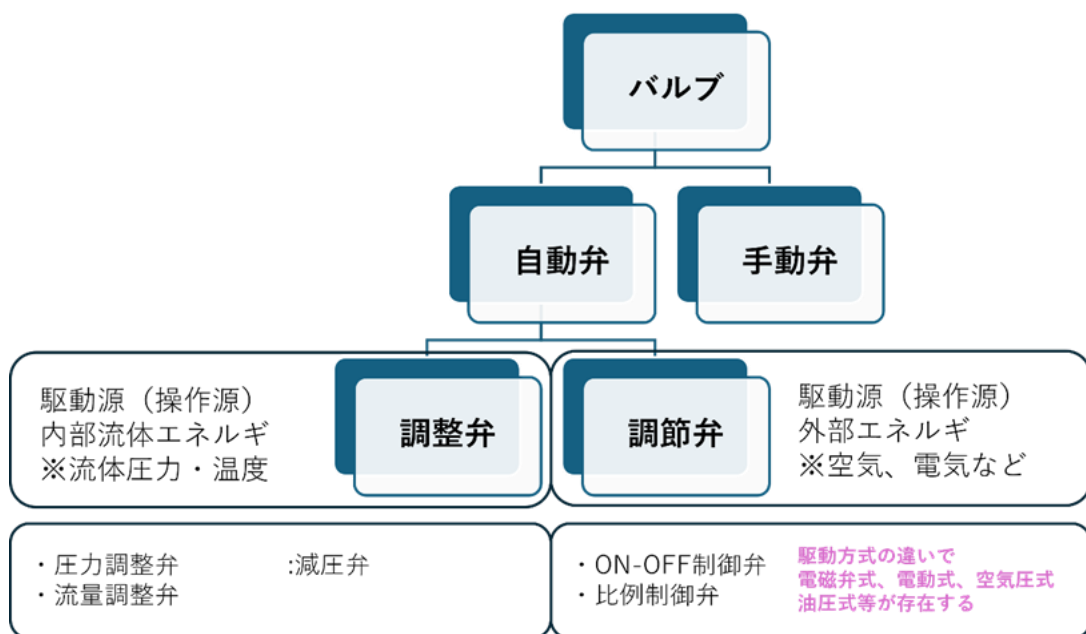 バルブ
自動弁
手動弁
駆動源（操作源）
内部流体エネルギ
※流体圧力・温度
調整弁
調節弁
駆動源（操作源）
外部エネルギ
※空気、電気など
・圧力調整弁 :減圧弁
・流量調整弁
・ON-OFF制御弁
・比例制御弁
駆動方式の違いで
電磁弁式、電動式、空気圧式
油圧式等が存在する